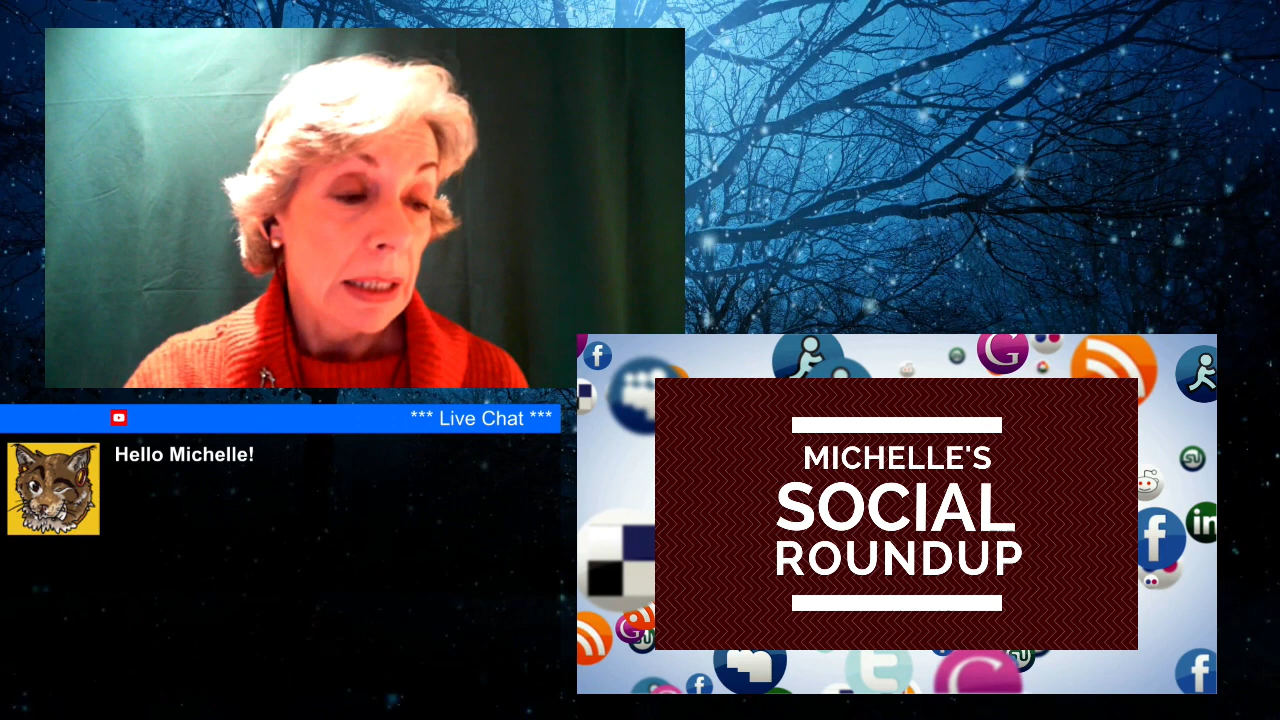 *** Live Chat ***
Hello Michelle!
MICHELLE'S
SOCIAL
ROUNDUP